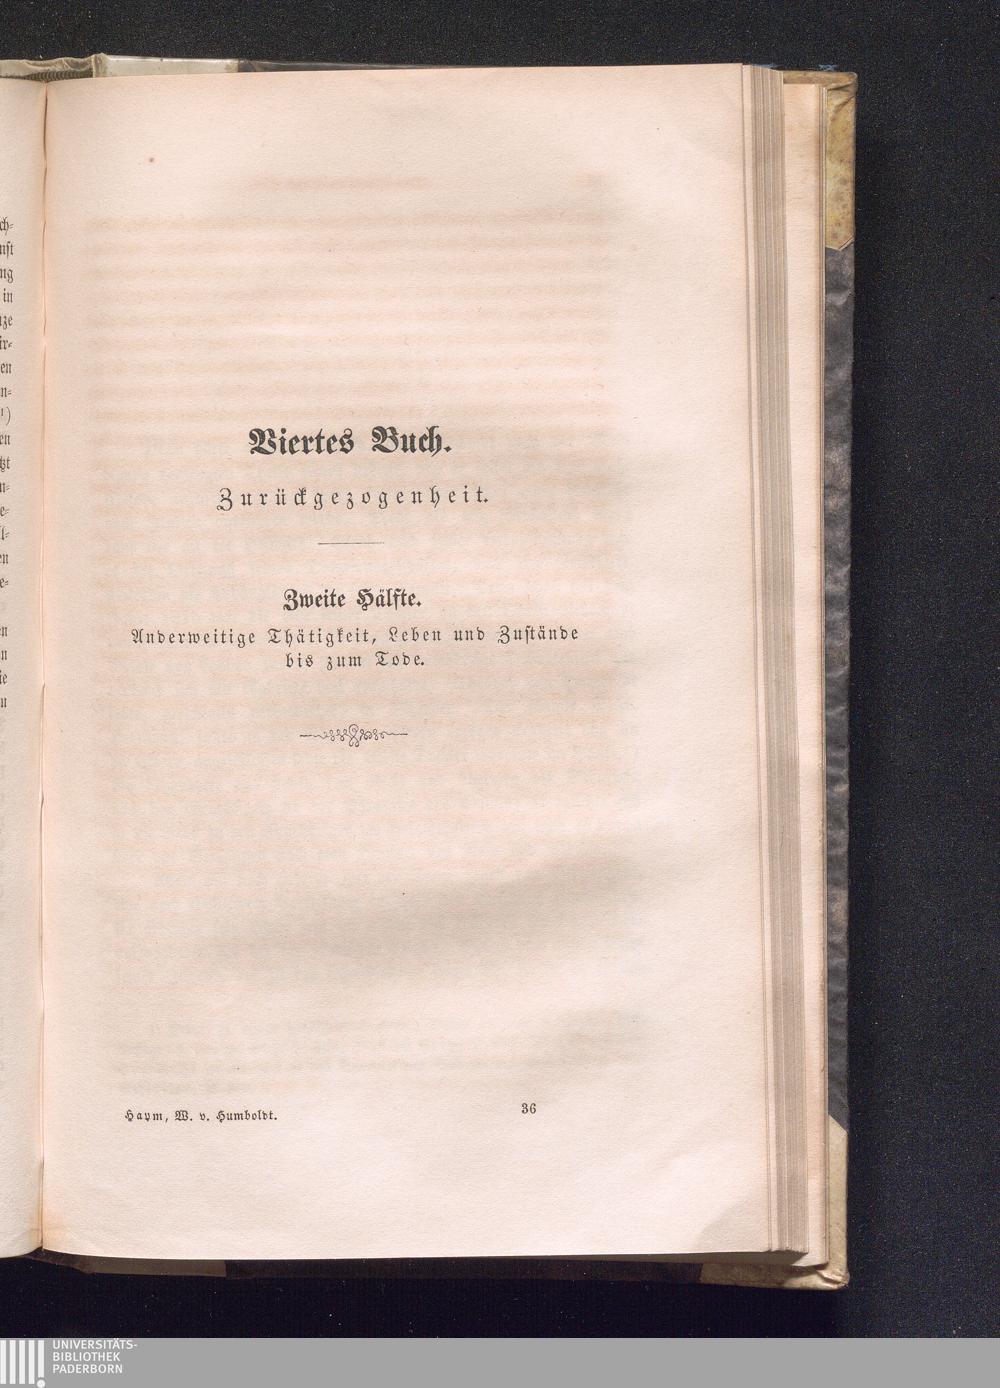 Viertes Buch.
Zurückgezogenheit.
Zweite Hälfte.
Anderweitige Thätigkeit, Leben und Zustände
bis zum Tode.
Haym, W. v. Humboldt.
36
UNIVERSITÄTS-
BIBLIOTHEK
PADERBORN